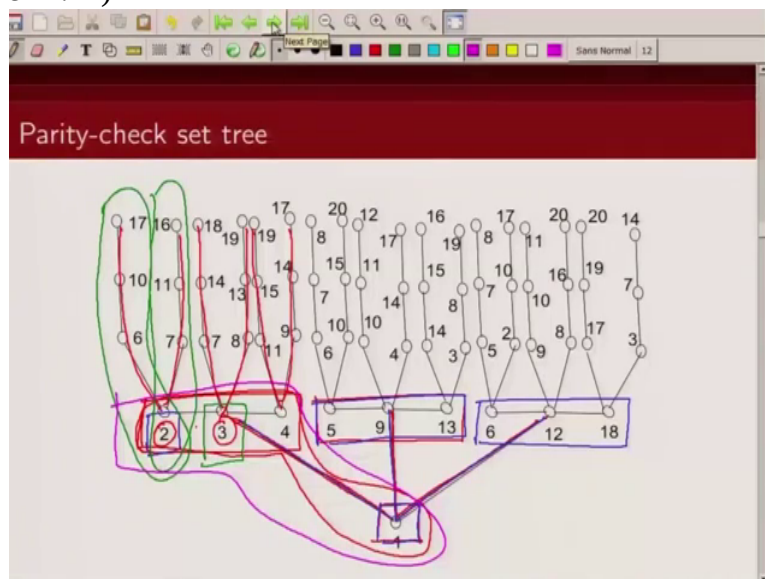 T
Next Page
Sans Normal 12
Parity-check set tree
17 16 18 19 19 17 8 20 12 17 16 19 8 17 11 20 20 14
10 11 14 13 15 14 7 15 11 14 15 8 7 10 10 16 19 7
6 7 7 8 11 9 6 10 10 4 14 3 5 2 9 8 17 3
2 3 4 5 9 13 6 12 18
1